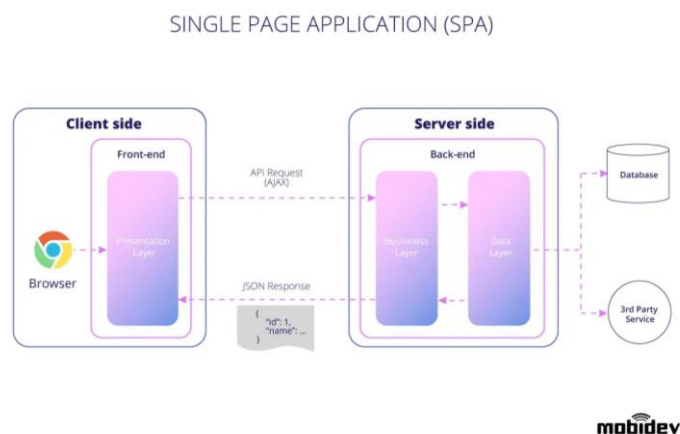 SINGLE PAGE APPLICATION (SPA)
Client side
Front-end
Presentation
Layer
Browser
API Request
(AJAX)
JSON Response
{
"id": 1,
"name": ...
}
Server side
Back-end
Businewss
Layer
Data
Layer
Database
3rd Party
Service
mobidev